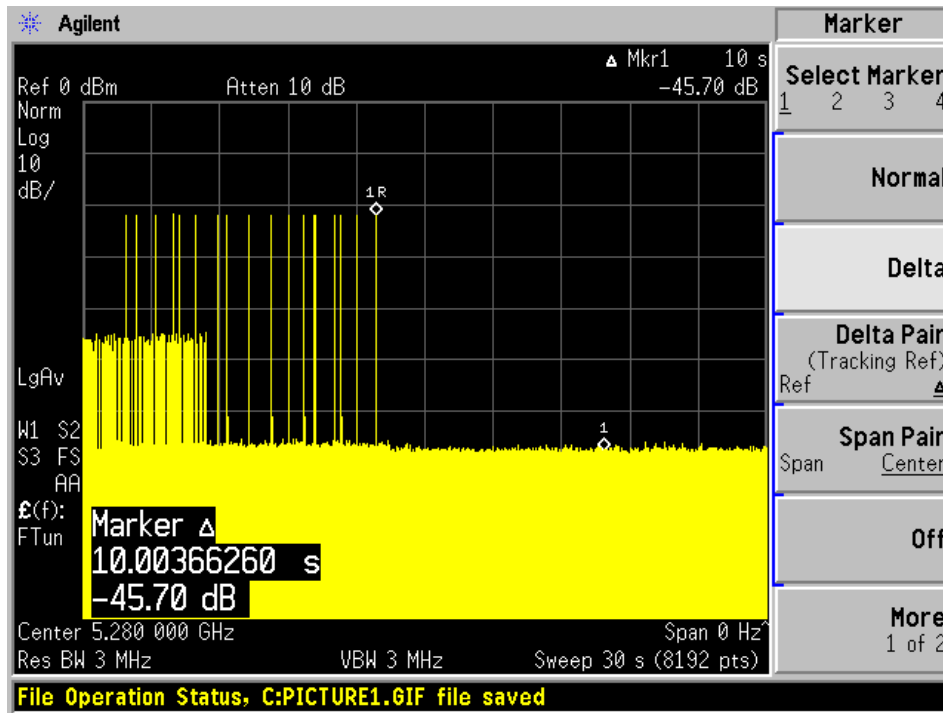 Agilent
Marker
Δ Mkr1 10 s
Ref 0 dBm Atten 10 dB -45.70 dB
Norm
Log
10
dB/
1R
LgAv
1
W1 S2
S3 FS
AA
£(f):
FTun
Marker Δ
10.00366260 s
-45.70 dB
Center 5.280 000 GHz Span 0 Hz^
Res BW 3 MHz VBW 3 MHz Sweep 30 s (8192 pts)
File Operation Status, C:PICTURE1.GIF file saved
Select Marker
1 2 3 4
Normal
Delta
Delta Pair
(Tracking Ref)
Ref Δ
Span Pair
Span Center
Off
More
1 of 2